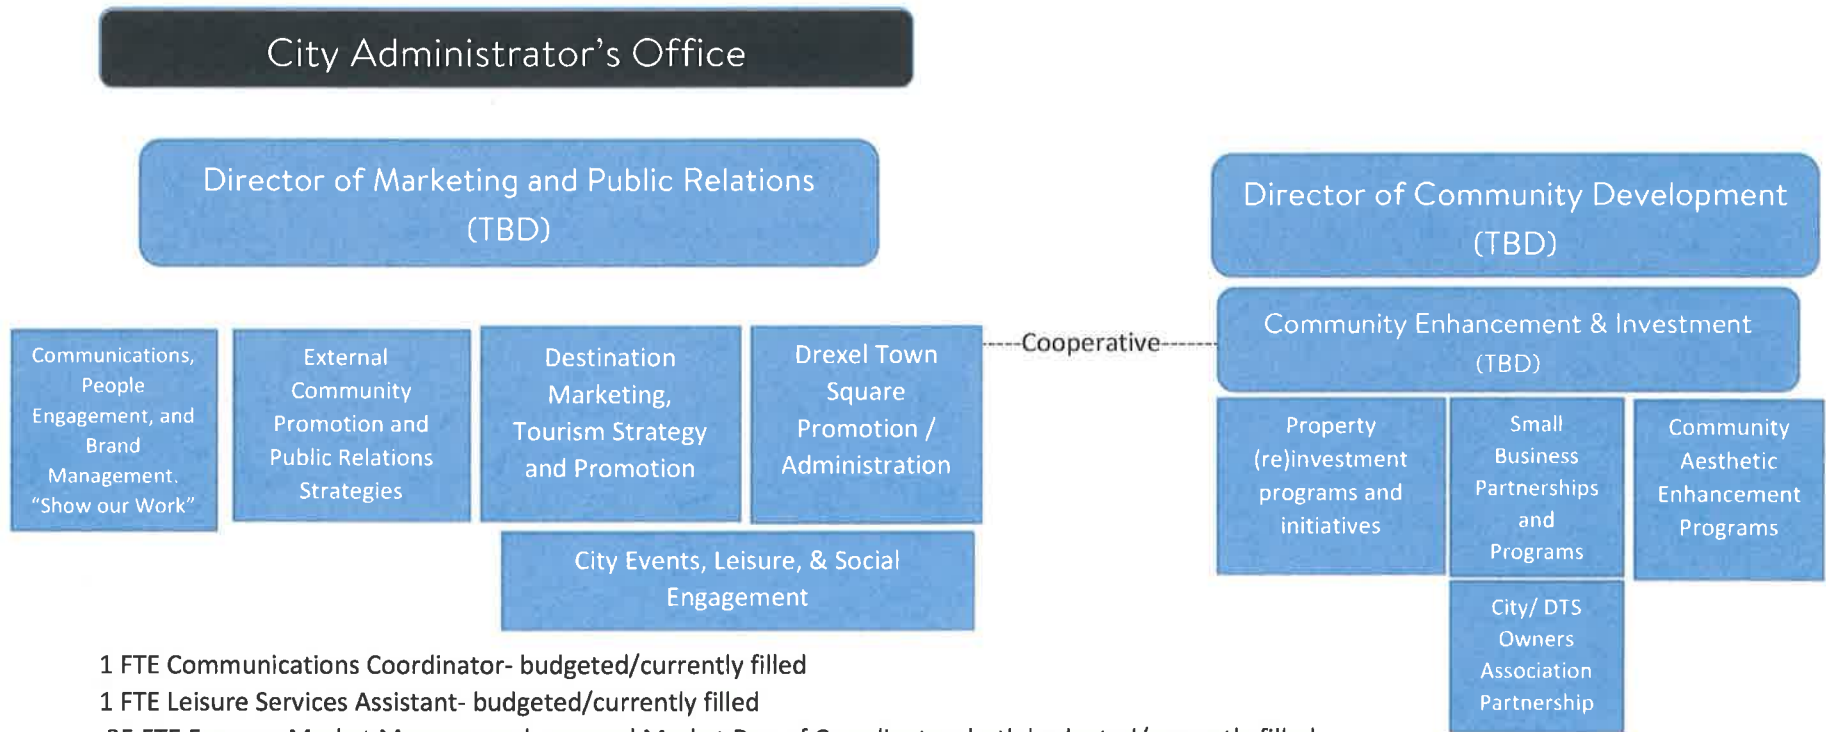 City Administrator's Office
Director of Marketing and Public Relations
(TBD)
Director of Community Development
(TBD)
Community Enhancement & Investment
(TBD)
Communications,
People
Engagement, and
Brand
Management.
"Show our Work"
External
Community
Promotion and
Public Relations
Strategies
Destination
Marketing,
Tourism Strategy
and Promotion
Drexel Town
Square
Promotion /
Administration
-----Cooperative------
Property
(re)investment
programs and
initiatives
Small
Business
Partnerships
and
Programs
Community
Aesthetic
Enhancement
Programs
City Events, Leisure, & Social
Engagement
City/ DTS
Owners
Association
Partnership
1 FTE Communications Coordinator- budgeted/currently filled
1 FTE Leisure Services Assistant- budgeted/currently filled